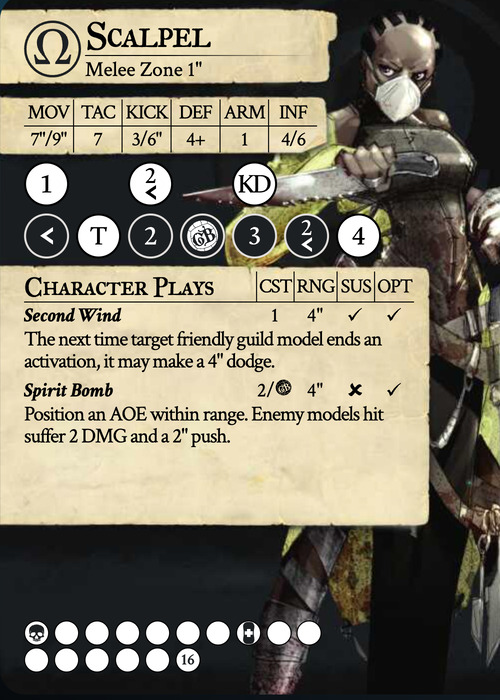 Ω SCALPEL
Melee Zone 1"
MOV TAC KICK DEF ARM INF
7"/9" 7 3/6" 4+ 1 4/6
1 2 < KD
< T 2 GB 3 2 < 4
CHARACTER PLAYS CST RNG SUS OPT
Second Wind 1 4" ✓ ✓
The next time target friendly guild model ends an
activation, it may make a 4" dodge.
Spirit Bomb 2/GB 4" ✘ ✓
Position an AOE within range. Enemy models hit
suffer 2 DMG and a 2" push.
16